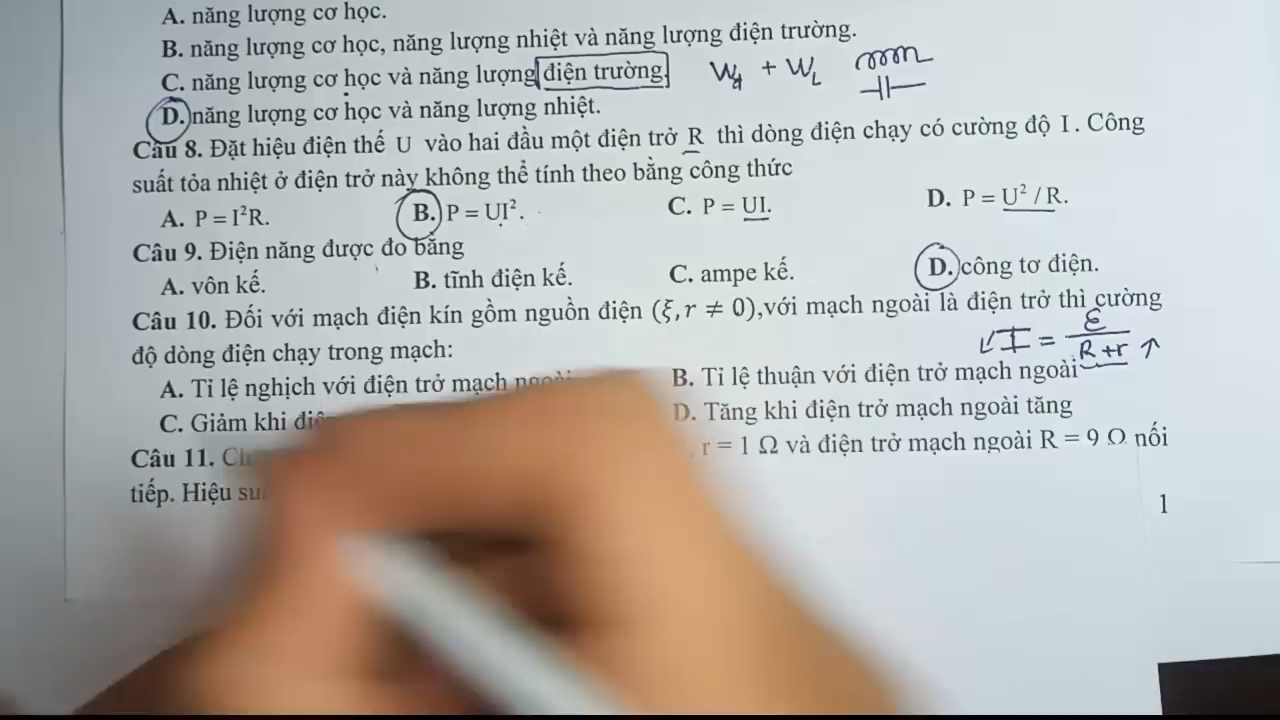 A. năng lượng cơ học.
B. năng lượng cơ học, năng lượng nhiệt và năng lượng điện trường.
C. năng lượng cơ học và năng lượng điện trường. Wđ + WL
D. năng lượng cơ học và năng lượng nhiệt.
Câu 8. Đặt hiệu điện thế U vào hai đầu một điện trở R thì dòng điện chạy có cường độ I. Công
suất tỏa nhiệt ở điện trở này không thể tính theo bằng công thức
A. P = I²R. B. P = UI². C. P = UI. D. P = U² / R.
Câu 9. Điện năng được đo bằng
A. vôn kế. B. tĩnh điện kế. C. ampe kế. D. công tơ điện.
Câu 10. Đối với mạch điện kín gồm nguồn điện (ξ, r ≠ 0),với mạch ngoài là điện trở thì cường
độ dòng điện chạy trong mạch: ↙I = ε / R + r ↑
A. Tỉ lệ nghịch với điện trở mạch ngoài B. Tỉ lệ thuận với điện trở mạch ngoài
C. Giảm khi D. Tăng khi điện trở mạch ngoài tăng
Câu 11. r = 1 Ω và điện trở mạch ngoài R = 9 Ω nối
tiếp. Hiệu
1